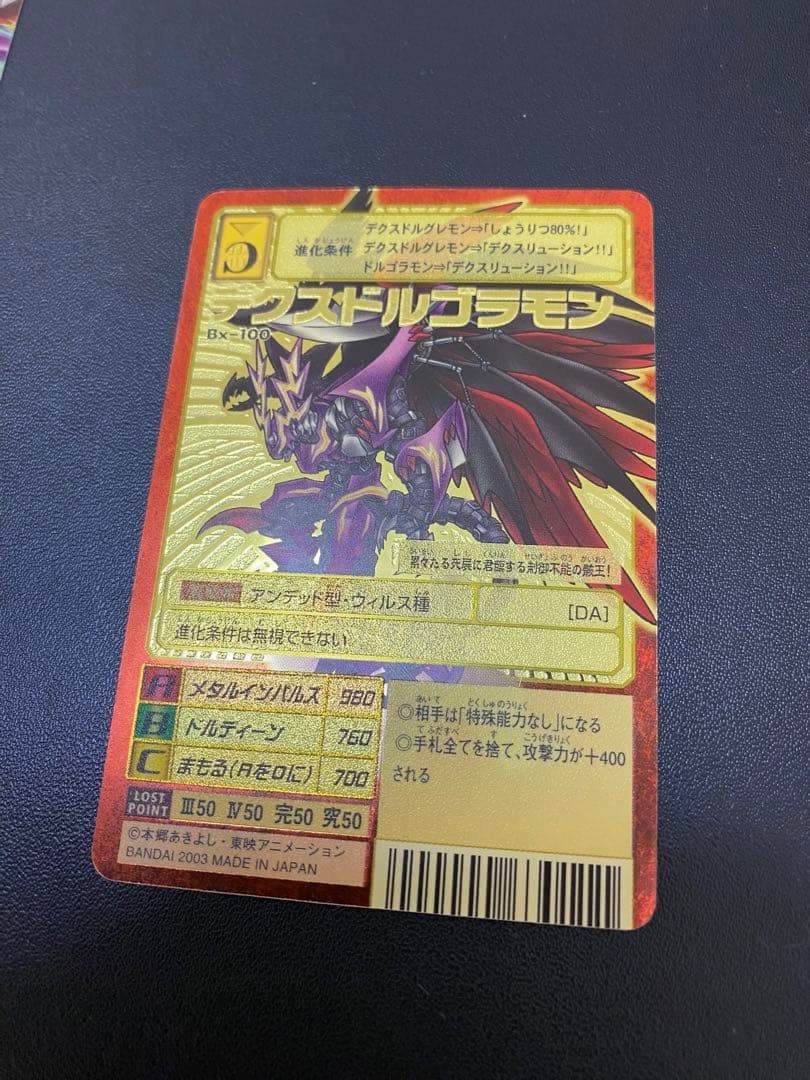 デクスドルグレモン⇒「しょうりつ80%!」
進化条件 デクスドルグレモン⇒「デクスリューション!!」
ドルゴラモン⇒「デクスリューション!!」
デクスドルゴラモン
Bx-100
累々たる死屍に君臨する制御不能の骸王!
アンデッド型・ウィルス種 [DA]
進化条件は無視できない
A メタルインパルス 980
B ドルディーン 760
C まもる(Aを0に) 700
LOST POINT Ⅲ50 Ⅳ50 完50 究50
◎相手は「特殊能力なし」になる
◎手札全てを捨て、攻撃力が+400
される
©本郷あきよし・東映アニメーション
BANDAI 2003 MADE IN JAPAN